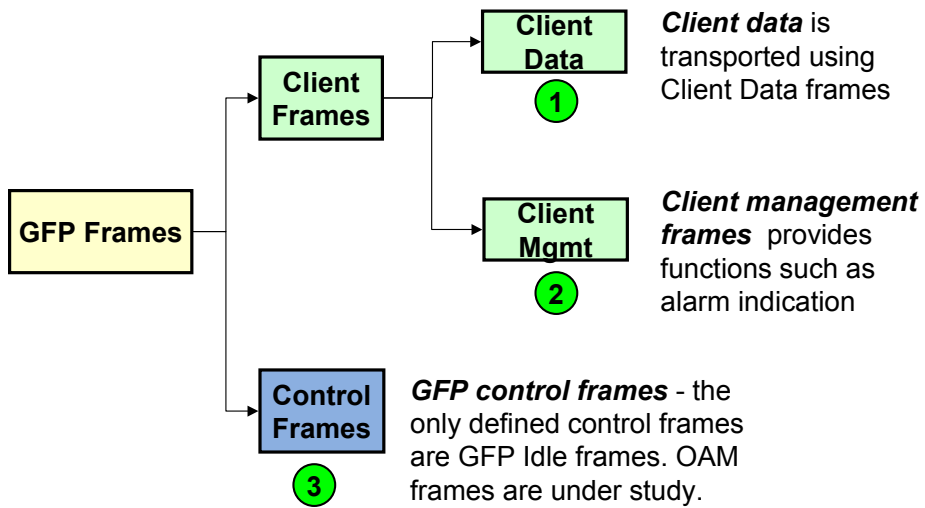 Client
Data
1
Client data is
transported using
Client Data frames
Client
Frames
GFP Frames
Client
Mgmt
2
Client management
frames provides
functions such as
alarm indication
Control
Frames
3
GFP control frames - the
only defined control frames
are GFP Idle frames. OAM
frames are under study.